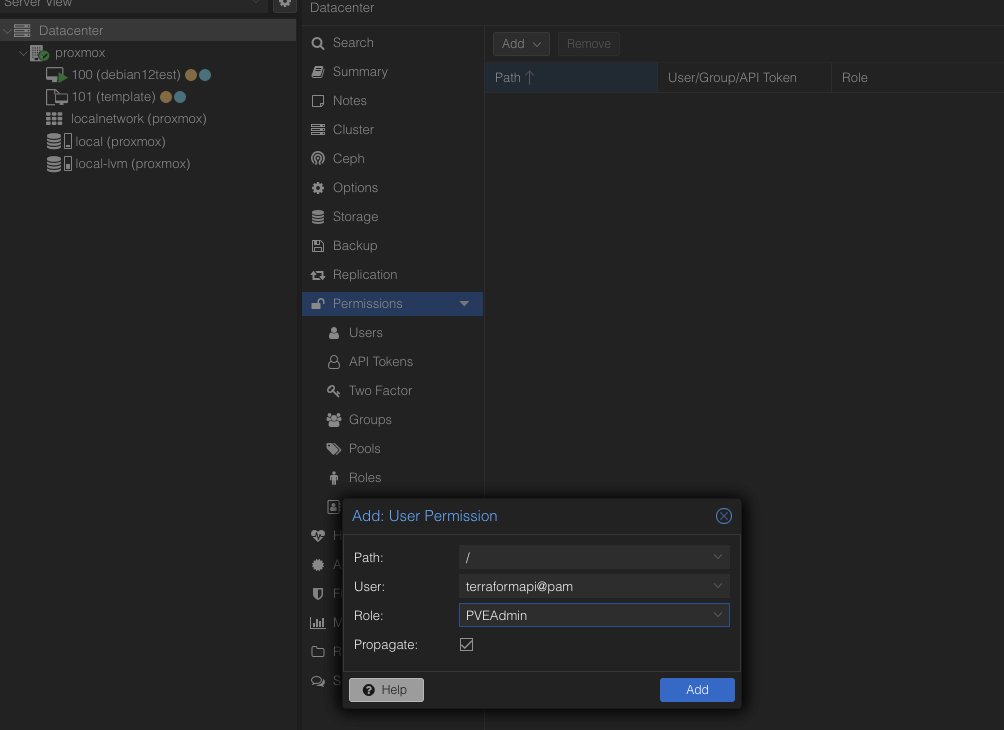 Server View
Datacenter
proxmox
100 (debian12test)
101 (template)
localnetwork (proxmox)
local (proxmox)
local-lvm (proxmox)
Datacenter
Search
Summary
Notes
Cluster
Ceph
Options
Storage
Backup
Replication
Permissions
Users
API Tokens
Two Factor
Groups
Pools
Roles
H
A
F
M
R
S
Add
Remove
Path
User/Group/API Token
Role
Add: User Permission
Path:
/
User:
terraformapi@pam
Role:
PVEAdmin
Propagate:
Help
Add